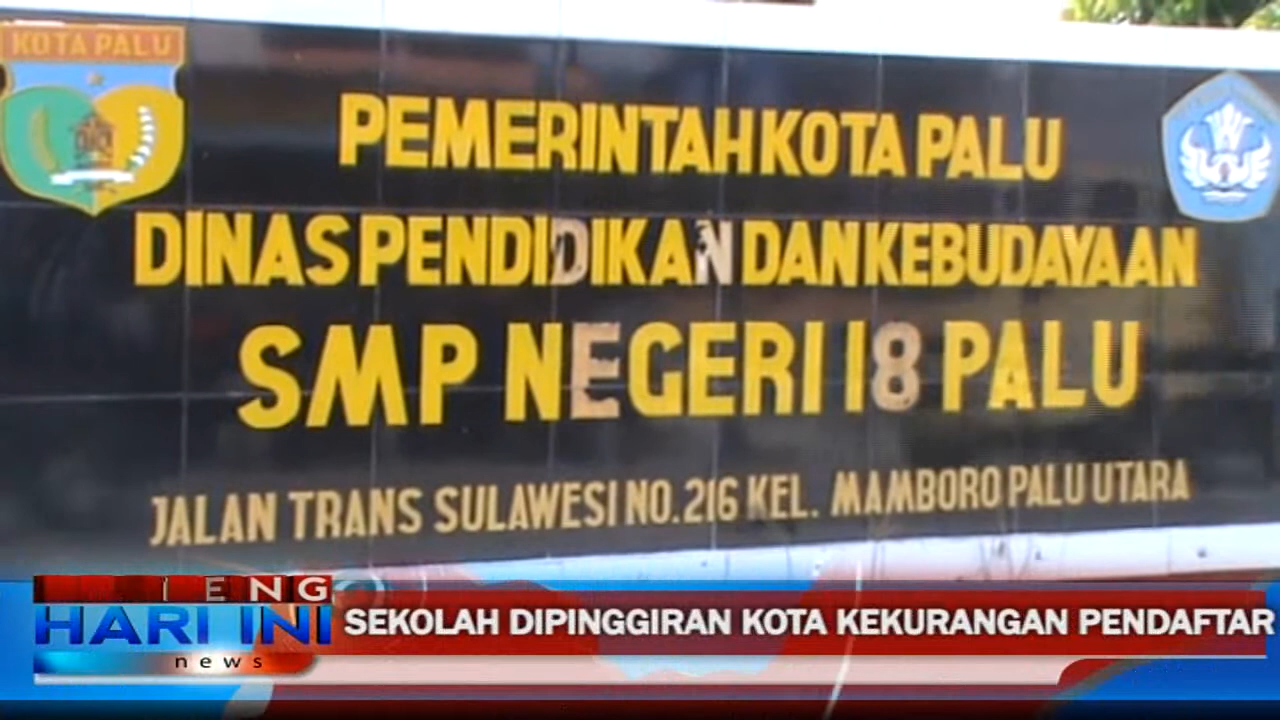 KOTA PALU
PEMERINTAH KOTA PALU
DINAS PENDIDIKAN DAN KEBUDAYAAN
SMP NEGERI 18 PALU
JALAN TRANS SULAWESI NO.216 KEL. MAMBORO PALU UTARA
HARI INI
news
SEKOLAH DIPINGGIRAN KOTA KEKURANGAN PENDAFTAR